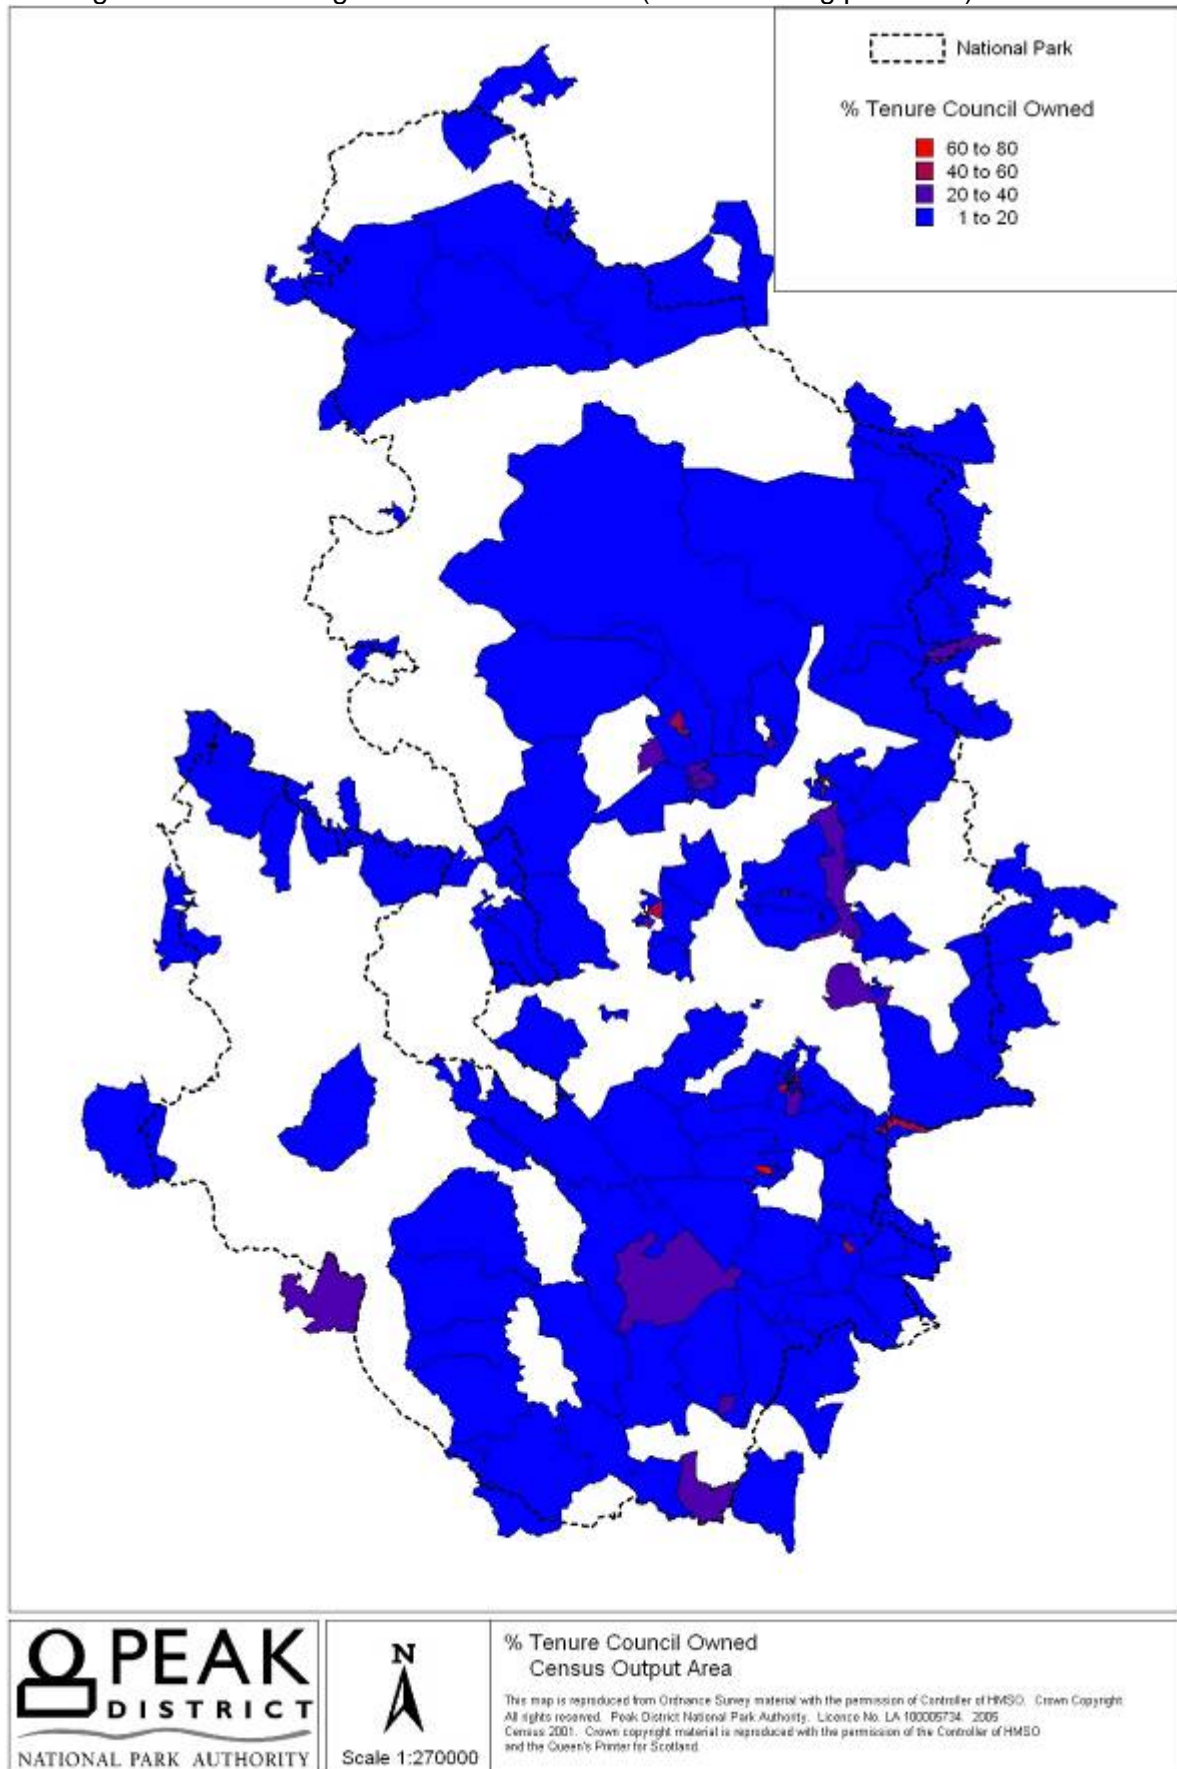 National Park
% Tenure Council Owned
60 to 80
40 to 60
20 to 40
1 to 20
PEAK
DISTRICT
NATIONAL PARK AUTHORITY
N
Scale 1:270000
% Tenure Council Owned
Census Output Area
This map is reproduced from Ordnance Survey material with the permission of Controller of HMSO. Crown Copyright.
All rights reserved. Peak District National Park Authority. Licence No. LA 100005734. 2005
Census 2001. Crown copyright material is reproduced with the permission of the Controller of HMSO
and the Queen's Printer for Scotland.